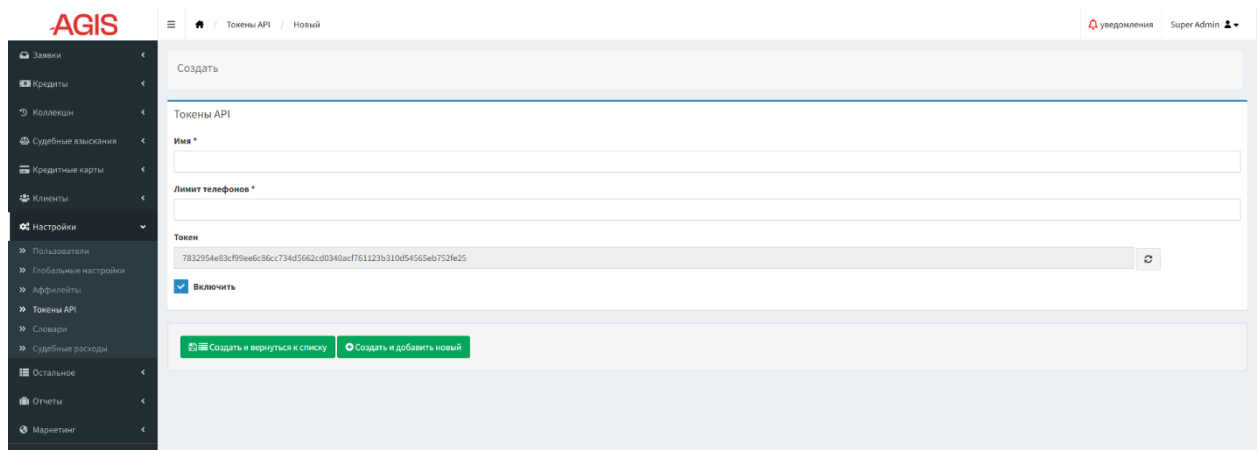 AGIS
Токены API / Новый
уведомления
Super Admin
Заявки
Кредиты
Коллекшн
Судебные взыскания
Кредитные карты
Клиенты
Настройки
Пользователи
Глобальные настройки
Аффилейты
Токены API
Словари
Судебные расходы
Остальное
Отчеты
Маркетинг
Создать
Токены API
Имя *
Лимит телефонов *
Токен
7832954e83cf99ee6c86cc734d5662cd0340acf761123b310d54565eb752fe25
Включить
Создать и вернуться к списку
Создать и добавить новый